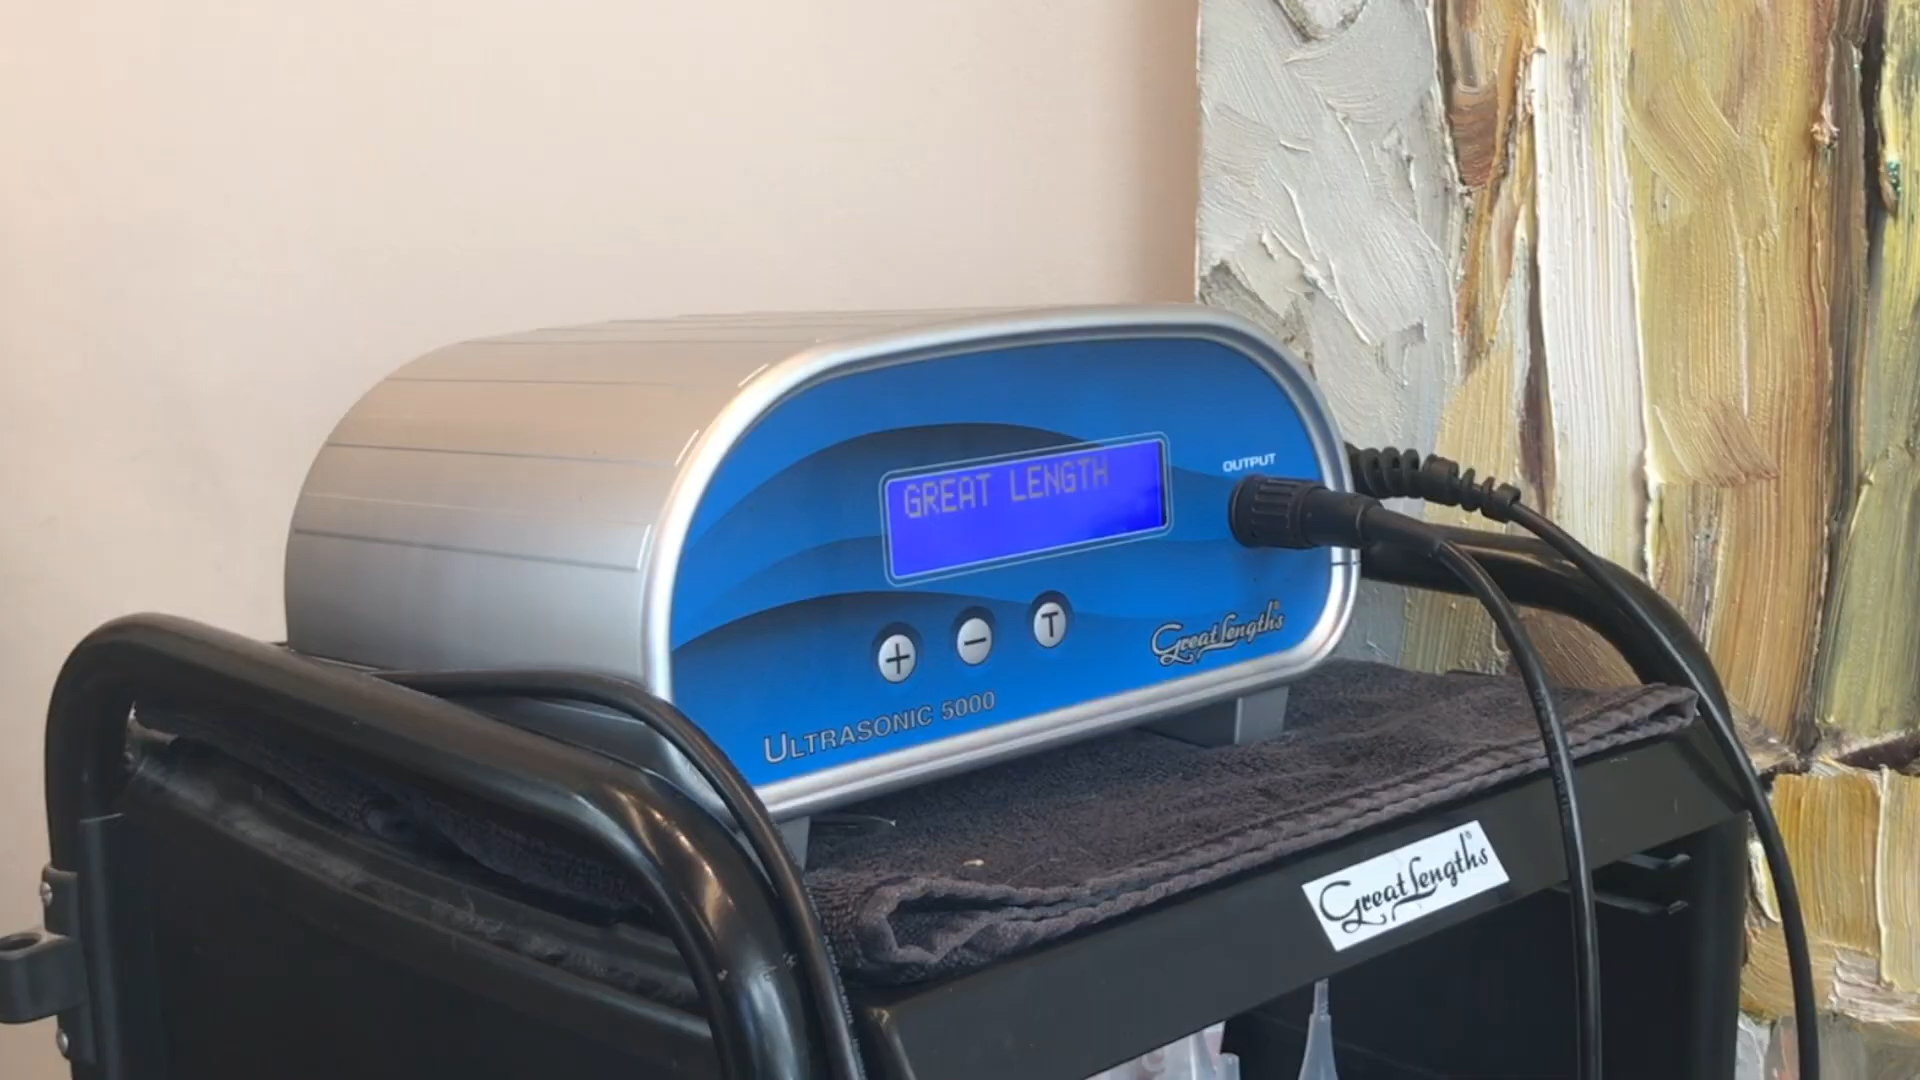 GREAT LENGTH
OUTPUT
+ − T
GreatLengths®
ULTRASONIC 5000
GreatLengths®